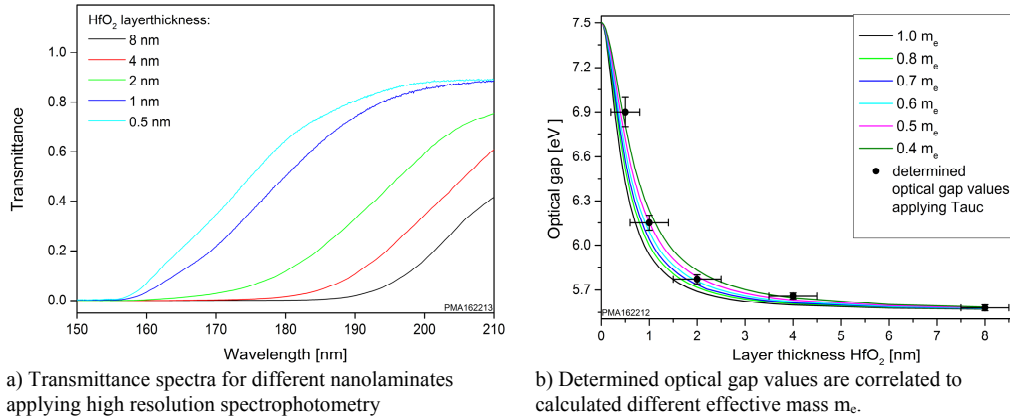 HfO₂ layerthickness:
8 nm
4 nm
2 nm
1 nm
0.5 nm
Transmittance
1.0
0.8
0.6
0.4
0.2
0.0
PMA162213
150 160 170 180 190 200 210
Wavelength [nm]
a) Transmittance spectra for different nanolaminates
applying high resolution spectrophotometry
1.0 mₑ
0.8 mₑ
0.7 mₑ
0.6 mₑ
0.5 mₑ
0.4 mₑ
determined
optical gap values
applying Tauc
Optical gap [eV ]
7.5
7.2
6.9
6.6
6.3
6.0
5.7
PMA162212
0 1 2 3 4 5 6 7 8
Layer thickness HfO₂ [nm]
b) Determined optical gap values are correlated to
calculated different effective mass mₑ.